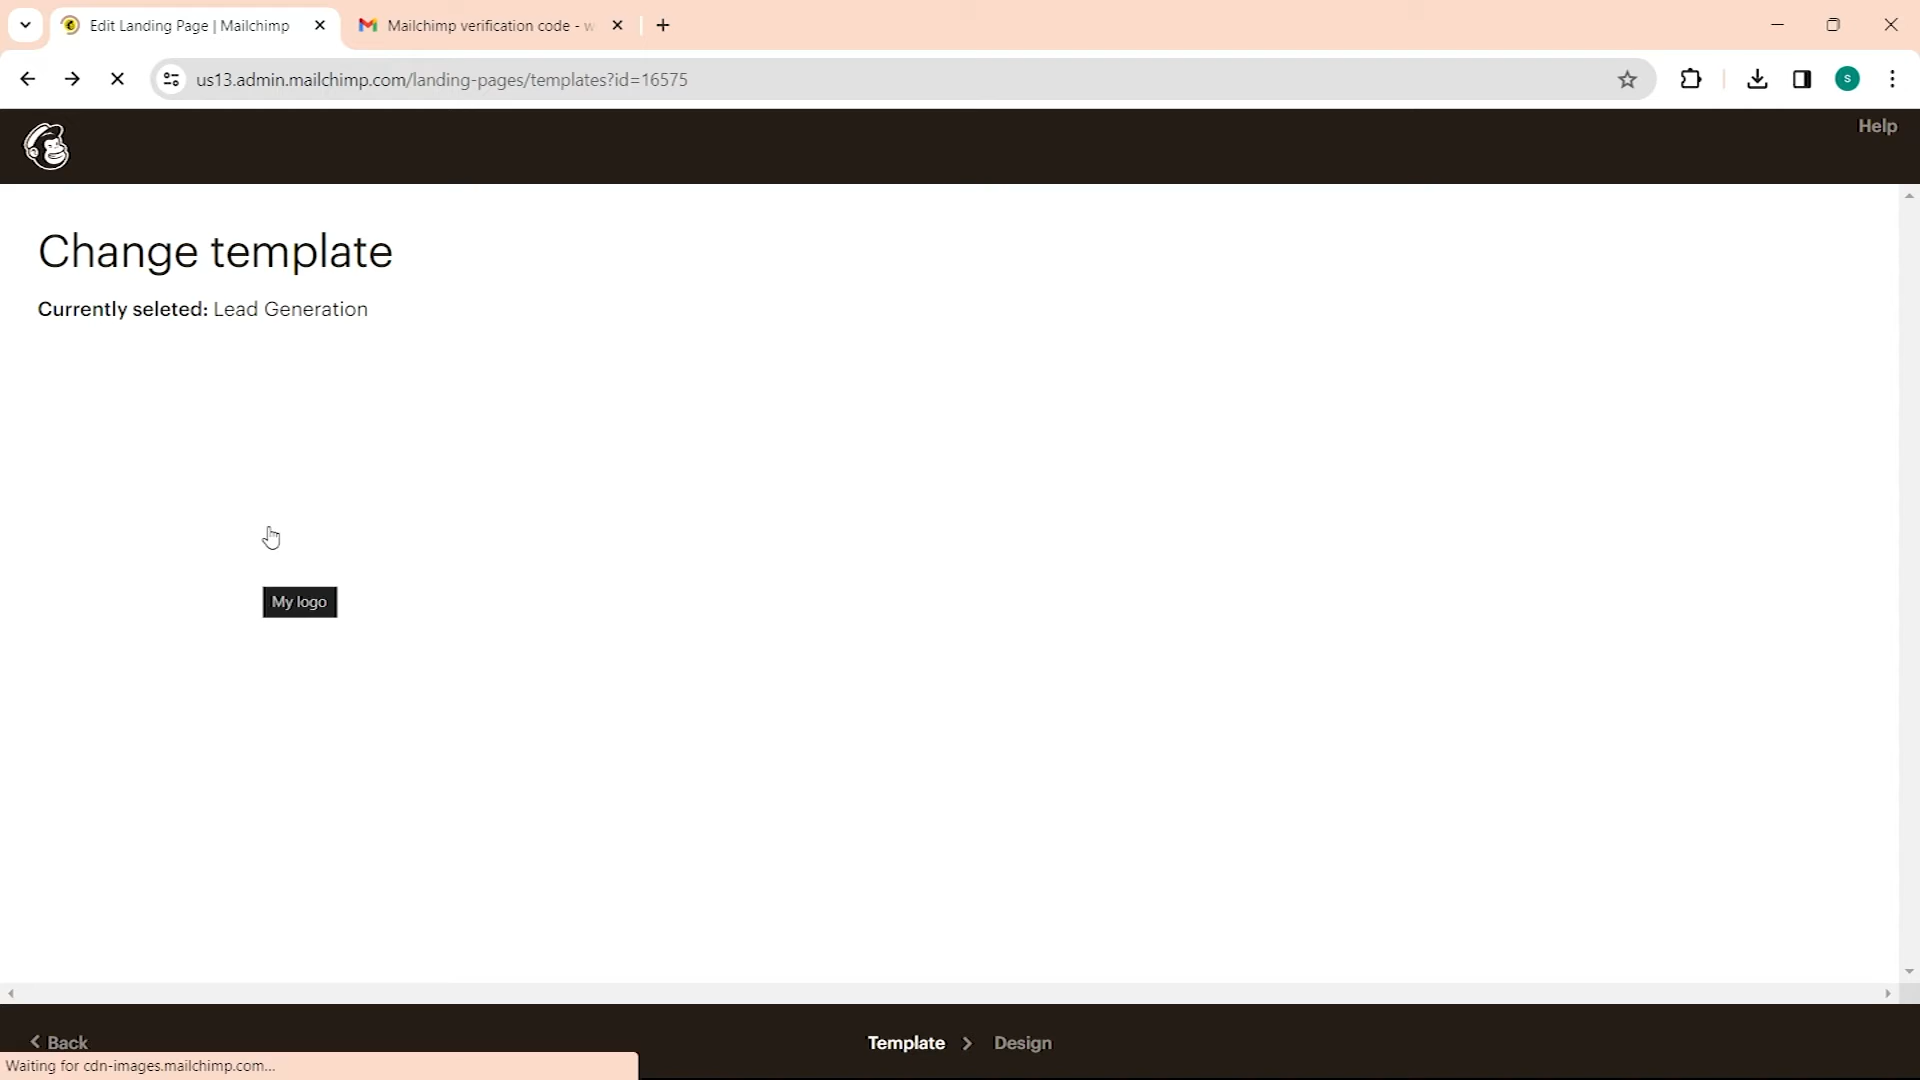 Edit Landing Page | Mailchimp
Mailchimp verification code - w
us13.admin.mailchimp.com/landing-pages/templates?id=16575
S
Help
Change template
Currently seleted: Lead Generation
My logo
Back
Template
Design
Waiting for cdn-images.mailchimp.com...